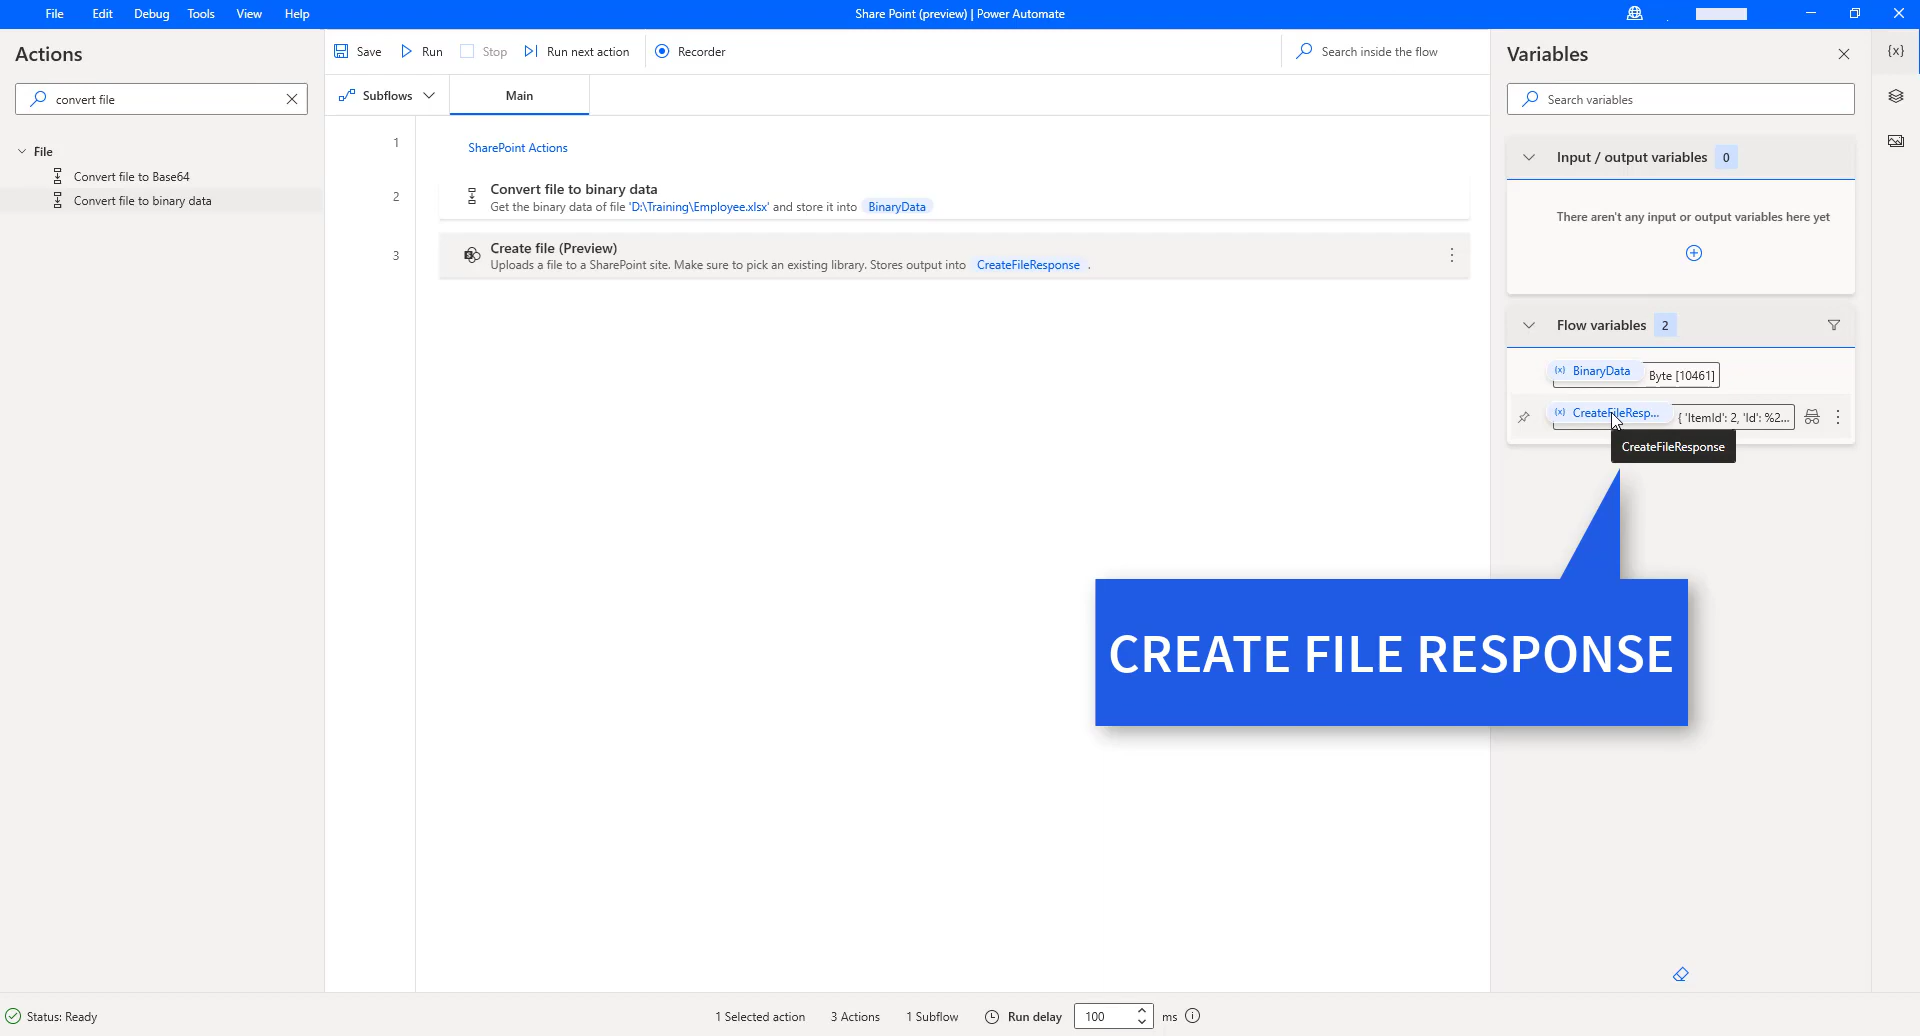 File Edit Debug Tools View Help
Share Point (preview) | Power Automate
Actions
convert file
File
Convert file to Base64
Convert file to binary data
Save Run Stop Run next action Recorder
Search inside the flow
Subflows Main
1 SharePoint Actions
2 Convert file to binary data
Get the binary data of file 'D:\Training\Employee.xlsx' and store it into BinaryData
3 Create file (Preview)
Uploads a file to a SharePoint site. Make sure to pick an existing library. Stores output into CreateFileResponse .
Variables
{x}
Search variables
Input / output variables 0
There aren't any input or output variables here yet
Flow variables 2
(x) BinaryData Byte [10461]
(x) CreateFileResp... { 'ItemId': 2, 'Id': %2...
CreateFileResponse
CREATE FILE RESPONSE
Status: Ready
1 Selected action 3 Actions 1 Subflow Run delay 100 ms